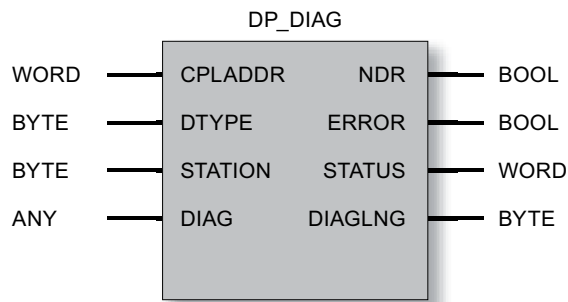 DP_DIAG
WORD CPLADDR NDR BOOL
BYTE DTYPE ERROR BOOL
BYTE STATION STATUS WORD
ANY DIAG DIAGLNG BYTE